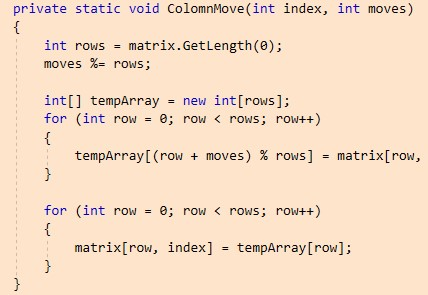 private static void ColomnMove(int index, int moves)
{
int rows = matrix.GetLength(0);
moves %= rows;
int[] tempArray = new int[rows];
for (int row = 0; row < rows; row++)
{
tempArray[(row + moves) % rows] = matrix[row,
}
for (int row = 0; row < rows; row++)
{
matrix[row, index] = tempArray[row];
}
}